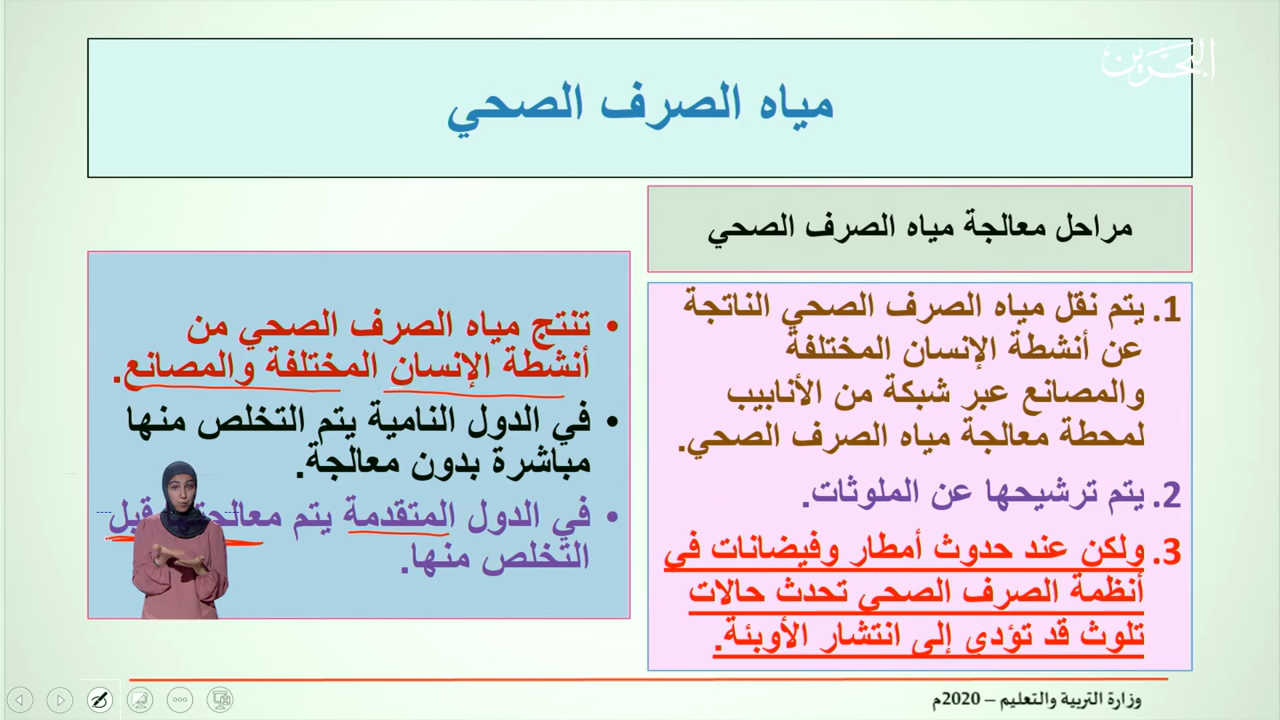 البحرين
مياه الصرف الصحي
مراحل معالجة مياه الصرف الصحي
1. يتم نقل مياه الصرف الصحي الناتجة
عن أنشطة الإنسان المختلفة
والمصانع عبر شبكة من الأنابيب
لمحطة معالجة مياه الصرف الصحي.
2. يتم ترشيحها عن الملوثات.
3. ولكن عند حدوث أمطار وفيضانات في
أنظمة الصرف الصحي تحدث حالات
تلوث قد تؤدي إلى انتشار الأوبئة.
• تنتج مياه الصرف الصحي من
أنشطة الإنسان المختلفة والمصانع.
• في الدول النامية يتم التخلص منها
مباشرة بدون معالجة.
• في الدول المتقدمة يتم قبل
التخلص منها.
وزارة التربية والتعليم – 2020م